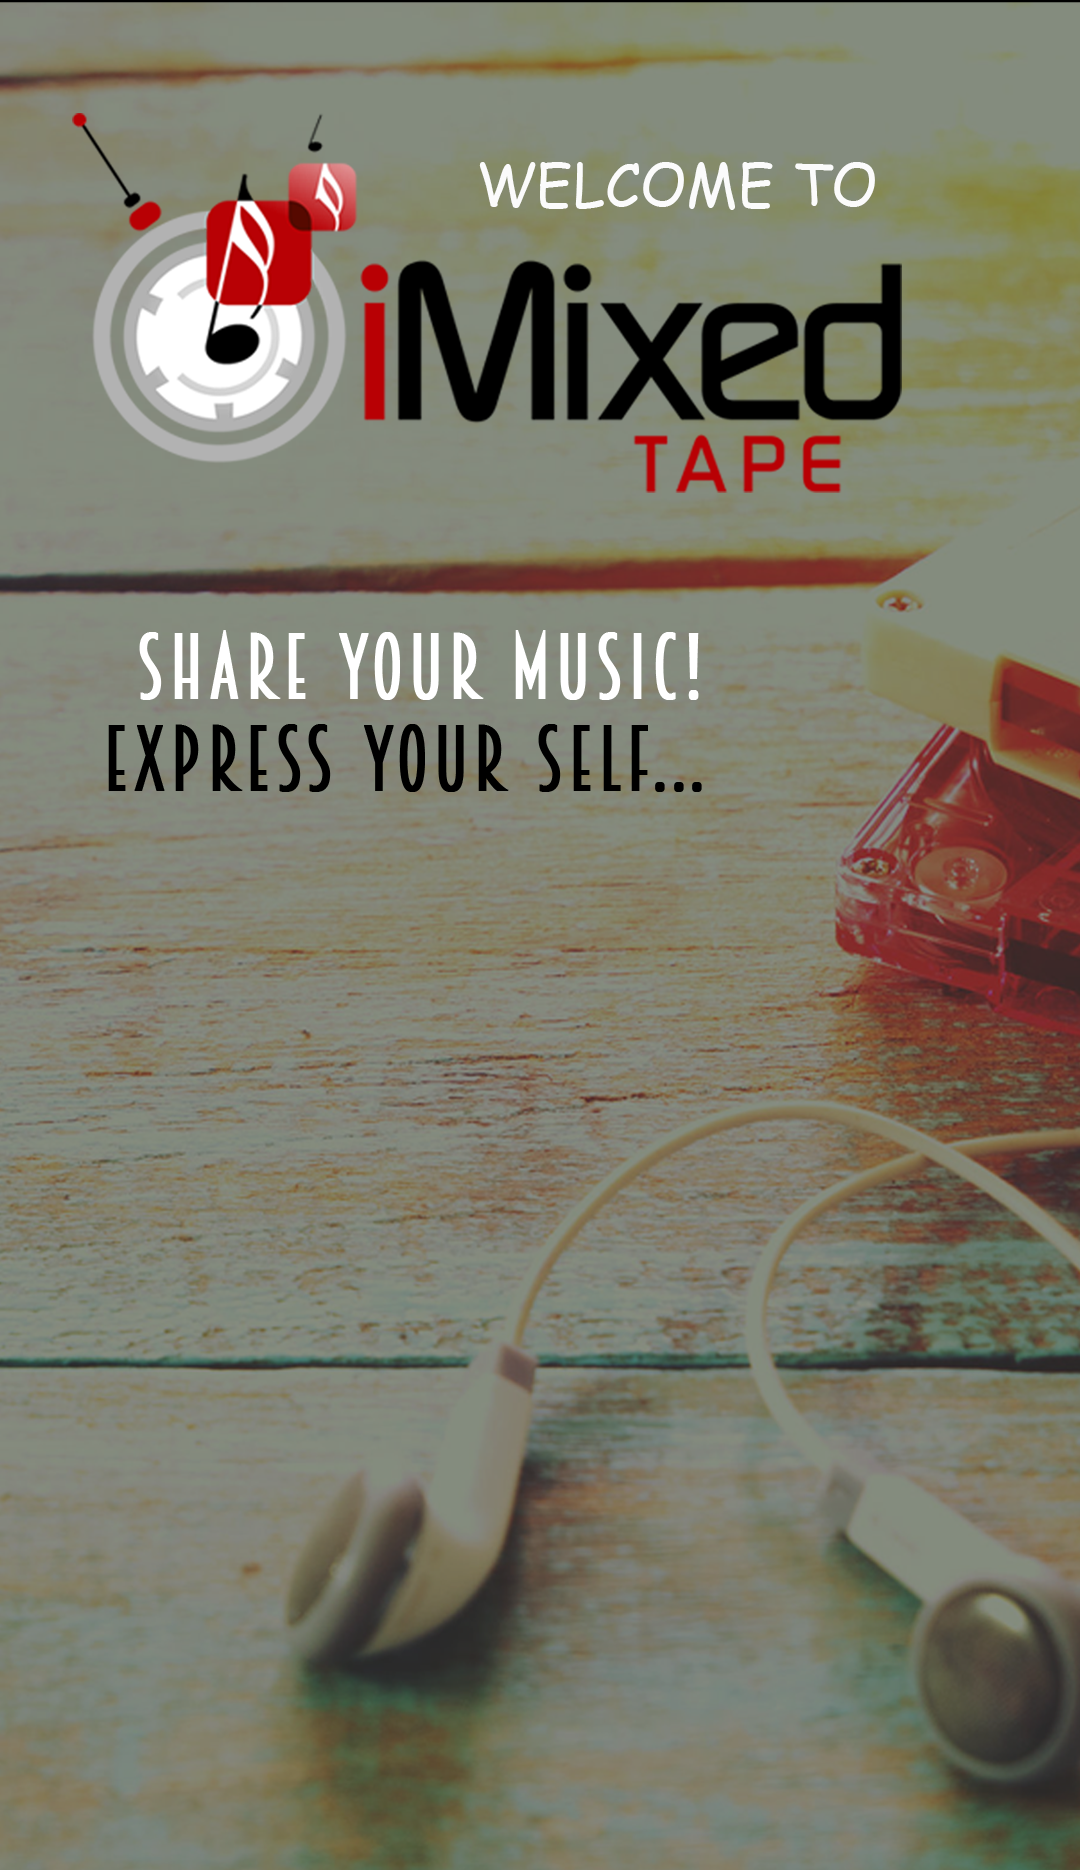 WELCOME TO
iMixed
TAPE
SHARE YOUR MUSIC!
EXPRESS YOUR SELF...